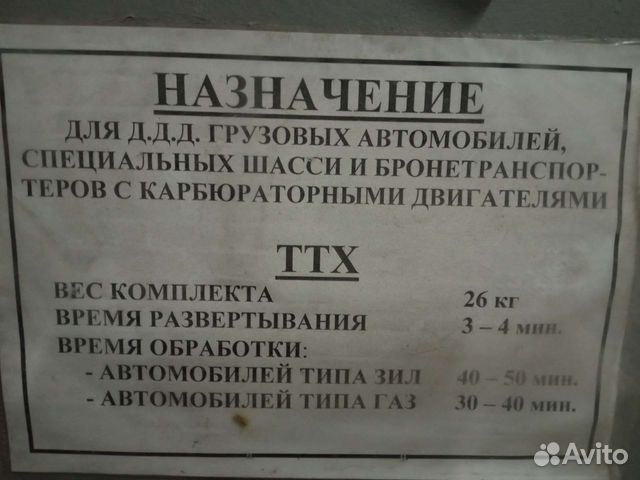 НАЗНАЧЕНИЕ
ДЛЯ Д.Д.Д. ГРУЗОВЫХ АВТОМОБИЛЕЙ,
СПЕЦИАЛЬНЫХ ШАССИ И БРОНЕТРАНСПОР-
ТЕРОВ С КАРБЮРАТОРНЫМИ ДВИГАТЕЛЯМИ
ТТХ
ВЕС КОМПЛЕКТА 26 кг
ВРЕМЯ РАЗВЕРТЫВАНИЯ 3 – 4 мин.
ВРЕМЯ ОБРАБОТКИ:
- АВТОМОБИЛЕЙ ТИПА ЗИЛ 40 – 50 мин.
- АВТОМОБИЛЕЙ ТИПА ГАЗ 30 – 40 мин.
Avito